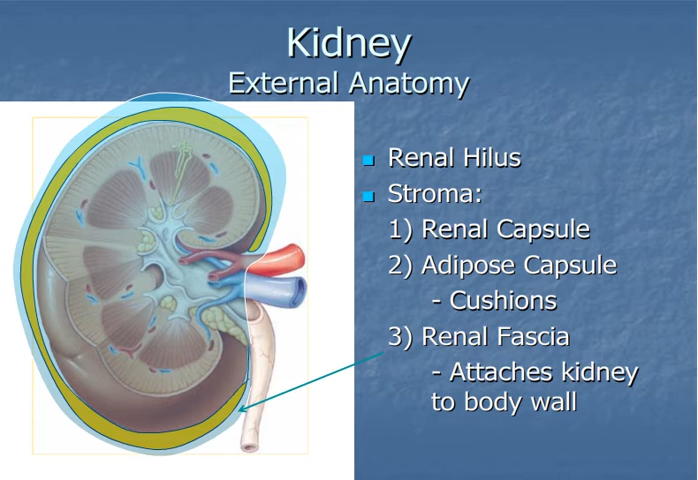 Kidney
External Anatomy
Renal Hilus
Stroma:
1) Renal Capsule
2) Adipose Capsule
- Cushions
3) Renal Fascia
- Attaches kidney
to body wall